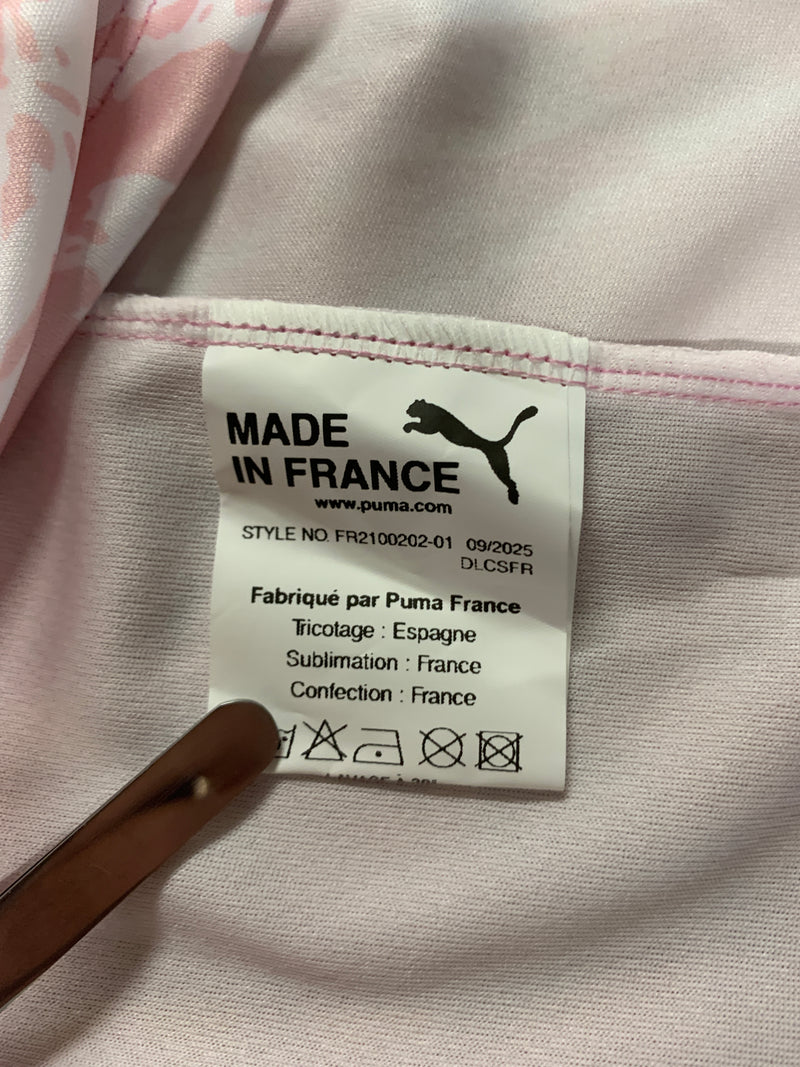 MADE
IN FRANCE
www.puma.com
STYLE NO. FR2100202-01 09/2025
DLCSFR
Fabriqué par Puma France
Tricotage : Espagne
Sublimation : France
Confection : France